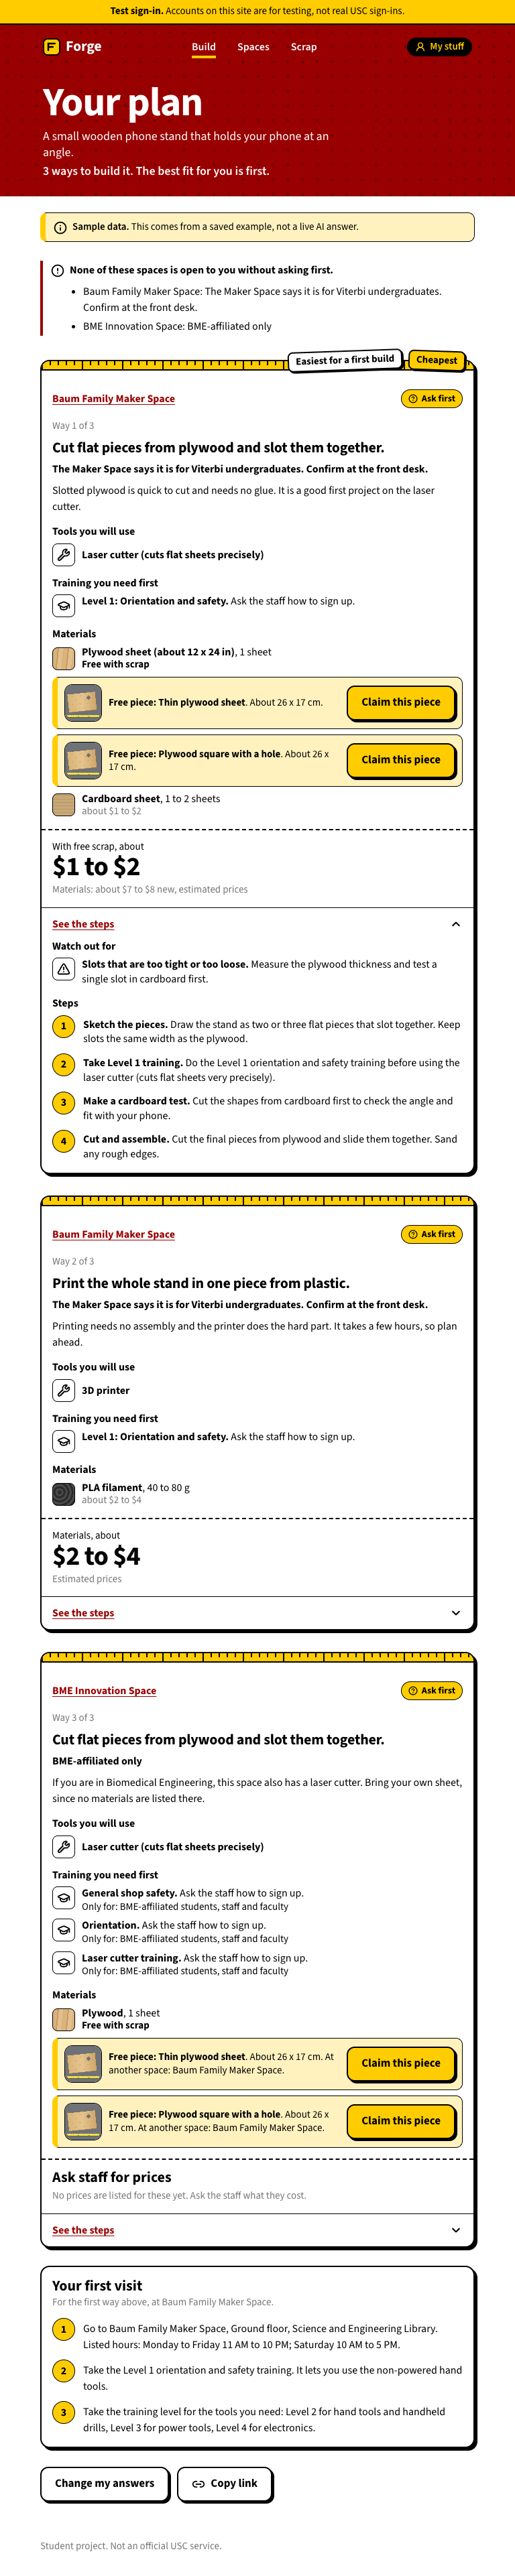 Test sign-in. Accounts on this site are for testing, not real USC sign-ins.
F Forge
Build
Spaces
Scrap
My stuff
Your plan
A small wooden phone stand that holds your phone at an
angle.
3 ways to build it. The best fit for you is first.
Sample data. This comes from a saved example, not a live AI answer.
None of these spaces is open to you without asking first.
• Baum Family Maker Space: The Maker Space says it is for Viterbi undergraduates.
Confirm at the front desk.
• BME Innovation Space: BME-affiliated only
Easiest for a first build
Cheapest
Baum Family Maker Space
Ask first
Way 1 of 3
Cut flat pieces from plywood and slot them together.
The Maker Space says it is for Viterbi undergraduates. Confirm at the front desk.
Slotted plywood is quick to cut and needs no glue. It is a good first project on the laser
cutter.
Tools you will use
Laser cutter (cuts flat sheets precisely)
Training you need first
Level 1: Orientation and safety. Ask the staff how to sign up.
Materials
Plywood sheet (about 12 x 24 in), 1 sheet
Free with scrap
Free piece: Thin plywood sheet. About 26 x 17 cm.
Claim this piece
Free piece: Plywood square with a hole. About 26 x
17 cm.
Claim this piece
Cardboard sheet, 1 to 2 sheets
about $1 to $2
With free scrap, about
$1 to $2
Materials: about $7 to $8 new, estimated prices
See the steps
Watch out for
Slots that are too tight or too loose. Measure the plywood thickness and test a
single slot in cardboard first.
Steps
1 Sketch the pieces. Draw the stand as two or three flat pieces that slot together. Keep
slots the same width as the plywood.
2 Take Level 1 training. Do the Level 1 orientation and safety training before using the
laser cutter (cuts flat sheets very precisely).
3 Make a cardboard test. Cut the shapes from cardboard first to check the angle and
fit with your phone.
4 Cut and assemble. Cut the final pieces from plywood and slide them together. Sand
any rough edges.
Baum Family Maker Space
Ask first
Way 2 of 3
Print the whole stand in one piece from plastic.
The Maker Space says it is for Viterbi undergraduates. Confirm at the front desk.
Printing needs no assembly and the printer does the hard part. It takes a few hours, so plan
ahead.
Tools you will use
3D printer
Training you need first
Level 1: Orientation and safety. Ask the staff how to sign up.
Materials
PLA filament, 40 to 80 g
about $2 to $4
Materials, about
$2 to $4
Estimated prices
See the steps
BME Innovation Space
Ask first
Way 3 of 3
Cut flat pieces from plywood and slot them together.
BME-affiliated only
If you are in Biomedical Engineering, this space also has a laser cutter. Bring your own sheet,
since no materials are listed there.
Tools you will use
Laser cutter (cuts flat sheets precisely)
Training you need first
General shop safety. Ask the staff how to sign up.
Only for: BME-affiliated students, staff and faculty
Orientation. Ask the staff how to sign up.
Only for: BME-affiliated students, staff and faculty
Laser cutter training. Ask the staff how to sign up.
Only for: BME-affiliated students, staff and faculty
Materials
Plywood, 1 sheet
Free with scrap
Free piece: Thin plywood sheet. About 26 x 17 cm. At
another space: Baum Family Maker Space.
Claim this piece
Free piece: Plywood square with a hole. About 26 x
17 cm. At another space: Baum Family Maker Space.
Claim this piece
Ask staff for prices
No prices are listed for these yet. Ask the staff what they cost.
See the steps
Your first visit
For the first way above, at Baum Family Maker Space.
1 Go to Baum Family Maker Space, Ground floor, Science and Engineering Library.
Listed hours: Monday to Friday 11 AM to 10 PM; Saturday 10 AM to 5 PM.
2 Take the Level 1 orientation and safety training. It lets you use the non-powered hand
tools.
3 Take the training level for the tools you need: Level 2 for hand tools and handheld
drills, Level 3 for power tools, Level 4 for electronics.
Change my answers
Copy link
Student project. Not an official USC service.